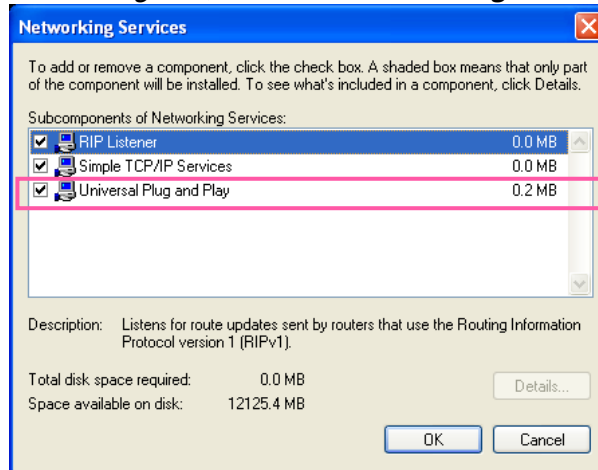 Networking Services
To add or remove a component, click the check box. A shaded box means that only part
of the component will be installed. To see what's included in a component, click Details.
Subcomponents of Networking Services:
RIP Listener 0.0 MB
Simple TCP/IP Services 0.0 MB
Universal Plug and Play 0.2 MB
Description: Listens for route updates sent by routers that use the Routing Information
Protocol version 1 (RIPv1).
Total disk space required: 0.0 MB
Details...
Space available on disk: 12125.4 MB
OK Cancel